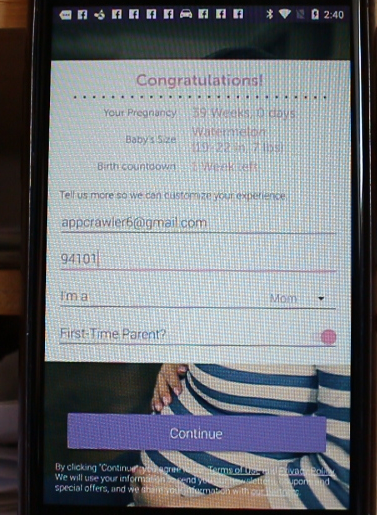 2:40
Congratulations!
Your Pregnancy 39 Weeks, 0 days
Baby's Size Watermelon
(19-22 in, 7 lbs)
Birth countdown 1 Week left
Tell us more so we can customize your experience.
appcrawler6@gmail.com
94101
I'm a Mom
First-Time Parent?
Continue
By clicking "Continue", you agree to our Terms of Use and Privacy Policy.
We will use your information to send you our newsletters, coupons and
special offers, and we share your information with our partners.